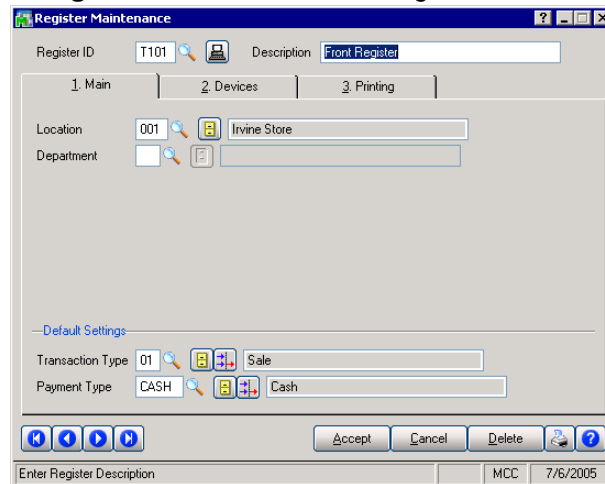 Register Maintenance
Register ID T101 Description Front Register
1. Main 2. Devices 3. Printing
Location 001 Irvine Store
Department
Default Settings
Transaction Type 01 Sale
Payment Type CASH Cash
Accept Cancel Delete
Enter Register Description MCC 7/6/2005